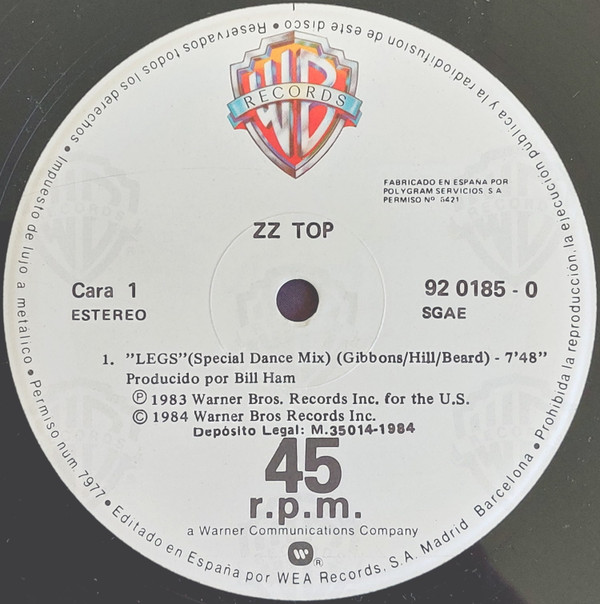 WB
RECORDS
FABRICADO EN ESPAÑA POR
POLYGRAM SERVICIOS S A
PERMISO Nº 5421
ZZ TOP
Cara 1
ESTEREO
92 0185 - 0
SGAE
1. "LEGS"(Special Dance Mix) (Gibbons/Hill/Beard) - 7'48"
Producido por Bill Ham
Ⓟ 1983 Warner Bros. Records Inc. for the U.S.
© 1984 Warner Bros Records Inc.
Depósito Legal: M.35014-1984
45
r.p.m.
a Warner Communications Company
®
Impuesto de lujo a metálico • Permiso num 7977 • Editado en España por WEA Records, S.A. Madrid Barcelona • Prohibida la reproducción, la ejecución pública y la radiodifusion de este disco • Reservados todos los derechos •